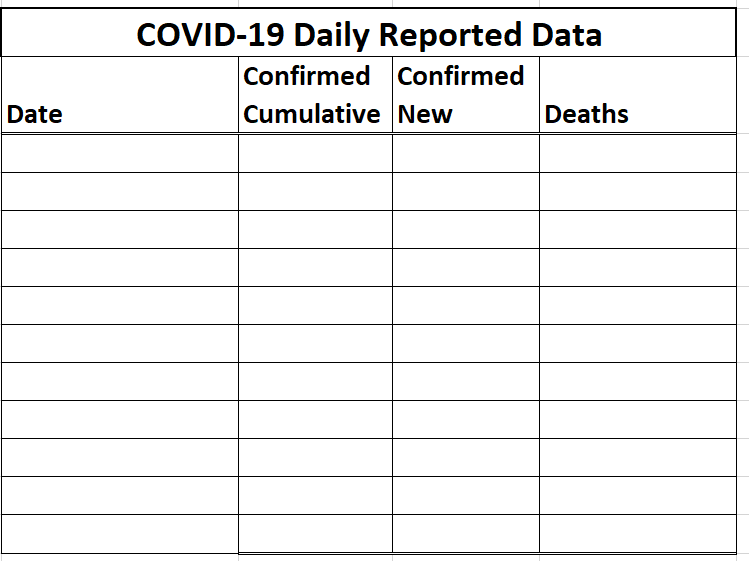 COVID-19 Daily Reported Data
Date
Confirmed
Cumulative
Confirmed
New
Deaths